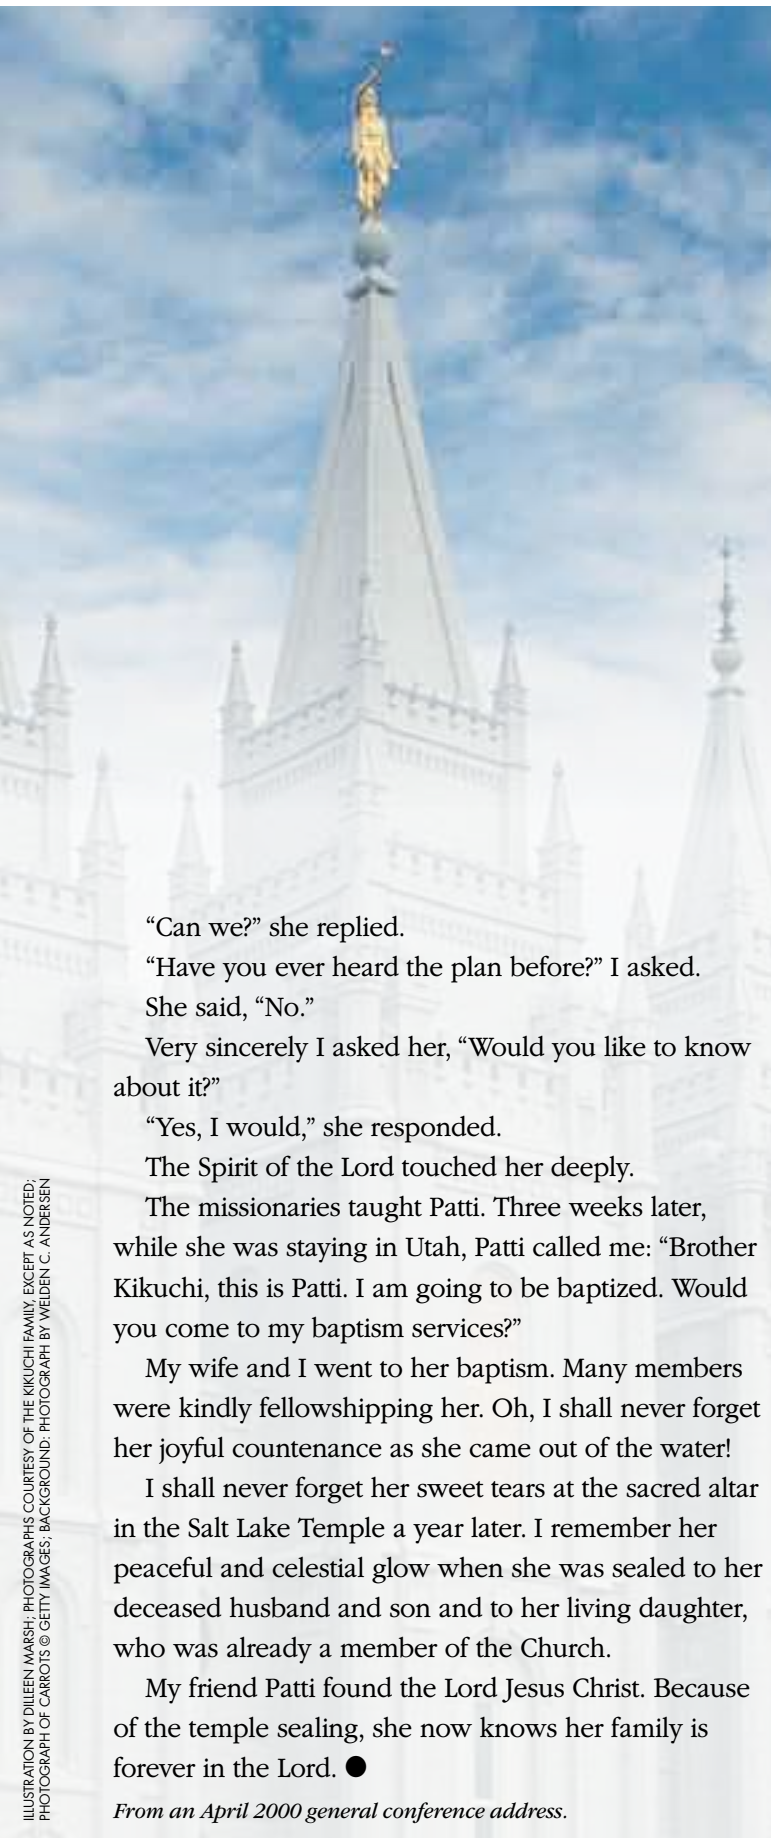 “Can we?” she replied.
“Have you ever heard the plan before?” I asked.
She said, “No.”
Very sincerely I asked her, “Would you like to know
about it?”
“Yes, I would,” she responded.
The Spirit of the Lord touched her deeply.
The missionaries taught Patti. Three weeks later,
while she was staying in Utah, Patti called me: “Brother
Kikuchi, this is Patti. I am going to be baptized. Would
you come to my baptism services?”
My wife and I went to her baptism. Many members
were kindly fellowshipping her. Oh, I shall never forget
her joyful countenance as she came out of the water!
I shall never forget her sweet tears at the sacred altar
in the Salt Lake Temple a year later. I remember her
peaceful and celestial glow when she was sealed to her
deceased husband and son and to her living daughter,
who was already a member of the Church.
My friend Patti found the Lord Jesus Christ. Because
of the temple sealing, she now knows her family is
forever in the Lord. ●
From an April 2000 general conference address.
ILLUSTRATION BY DILLEEN MARSH; PHOTOGRAPHS COURTESY OF THE KIKUCHI FAMILY, EXCEPT AS NOTED;
PHOTOGRAPH OF CARROTS © GETTY IMAGES; BACKGROUND: PHOTOGRAPH BY WELDEN C. ANDERSEN